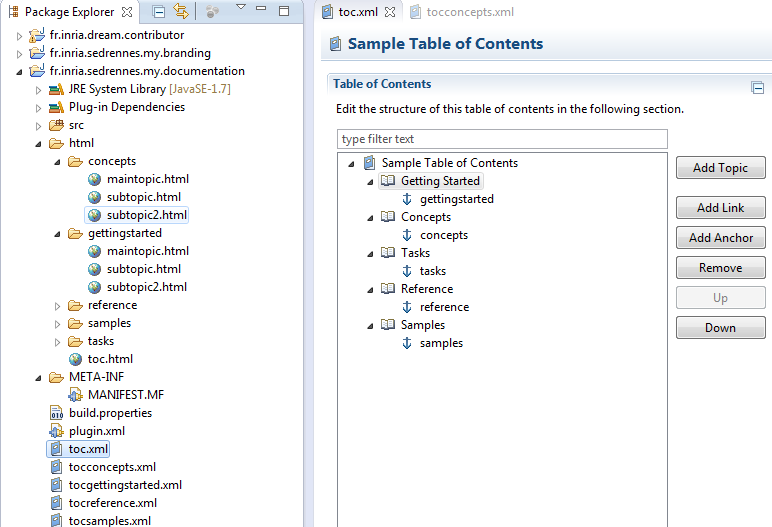 Package Explorer
fr.inria.dream.contributor
fr.inria.sedrennes.my.branding
fr.inria.sedrennes.my.documentation
JRE System Library [JavaSE-1.7]
Plug-in Dependencies
src
html
concepts
maintopic.html
subtopic.html
subtopic2.html
gettingstarted
maintopic.html
subtopic.html
subtopic2.html
reference
samples
tasks
toc.html
META-INF
MANIFEST.MF
build.properties
plugin.xml
toc.xml
tocconcepts.xml
tocgettingstarted.xml
tocreference.xml
tocsamples.xml
toc.xml
tocconcepts.xml
Sample Table of Contents
Table of Contents
Edit the structure of this table of contents in the following section.
type filter text
Sample Table of Contents
Getting Started
gettingstarted
Concepts
concepts
Tasks
tasks
Reference
reference
Samples
samples
Add Topic
Add Link
Add Anchor
Remove
Up
Down